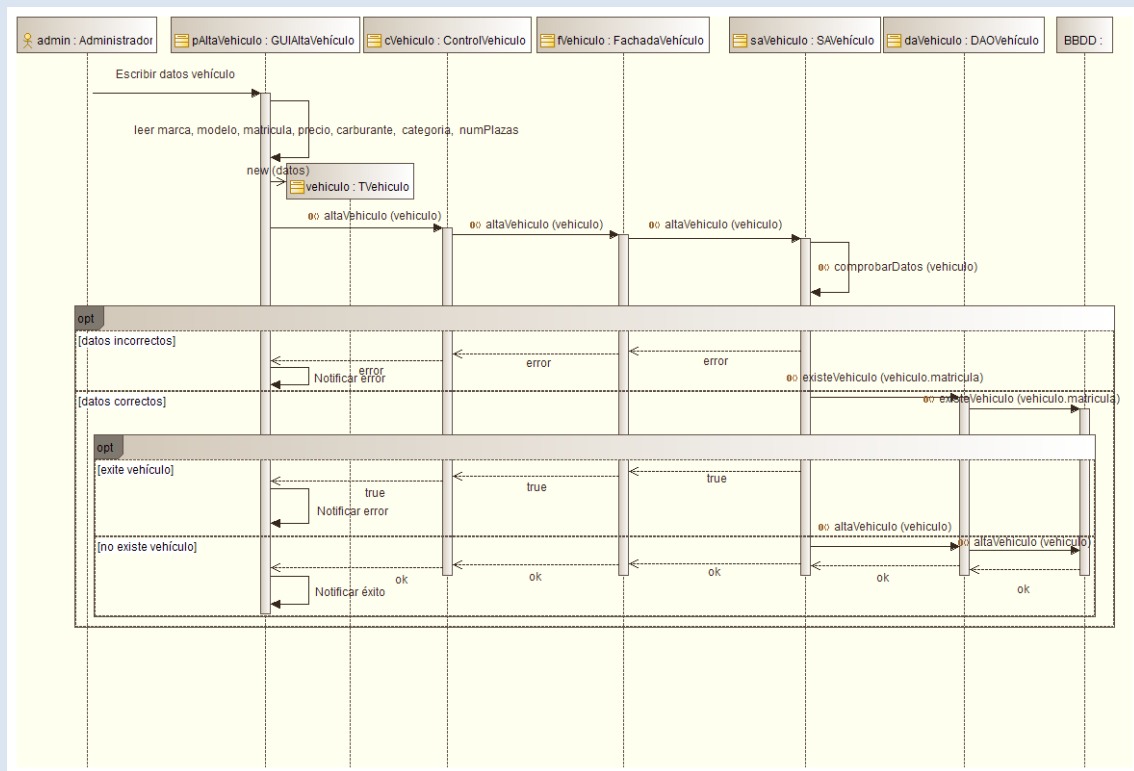 admin : Administrador
pAltaVehiculo : GUIAltaVehículo
cVehiculo : ControlVehiculo
fVehiculo : FachadaVehículo
saVehiculo : SAVehículo
daVehiculo : DAOVehículo
BBDD :
Escribir datos vehículo
leer marca, modelo, matricula, precio, carburante, categoria, numPlazas
new (datos)
vehiculo : TVehiculo
altaVehiculo (vehiculo)
altaVehiculo (vehiculo)
altaVehiculo (vehiculo)
comprobarDatos (vehiculo)
opt
[datos incorrectos]
error
error
error
Notificar error
existeVehiculo (vehiculo.matricula)
[datos correctos]
existeVehiculo (vehiculo.matricula)
opt
[exite vehículo]
true
true
true
Notificar error
altaVehiculo (vehiculo)
[no existe vehículo]
altaVehiculo (vehiculo)
ok
ok
ok
ok
ok
Notificar éxito